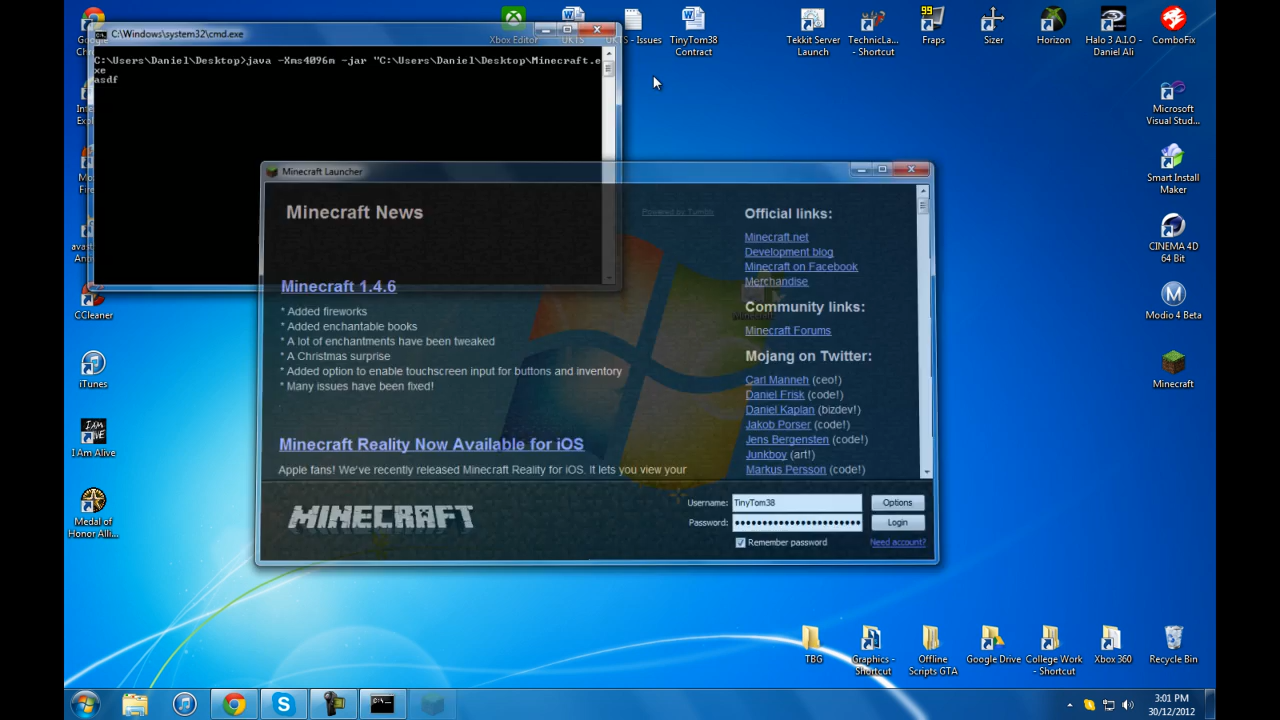 C:\Windows\system32\cmd.exe
C:\Users\Daniel\Desktop>java -Xms4096m -jar "C:\Users\Daniel\Desktop\Minecraft.e
xe
asdf
Xbox Editor
UKTS
UKTS - Issues
TinyTom38
Contract
Tekkit Server
Launch
TechnicLa...
- Shortcut
Fraps
Sizer
Horizon
Halo 3 A.I.O -
Daniel Ali
ComboFix
Microsoft
Visual Stud...
Smart Install
Maker
CINEMA 4D
64 Bit
Modio 4 Beta
Minecraft
CCleaner
iTunes
I AM
ALIVE
I Am Alive
Medal of
Honor Alli...
Minecraft Launcher
Minecraft News
Powered by Tumblr
Minecraft 1.4.6
* Added fireworks
* Added enchantable books
* A lot of enchantments have been tweaked
* A Christmas surprise
* Added option to enable touchscreen input for buttons and inventory
* Many issues have been fixed!
Minecraft Reality Now Available for iOS
Apple fans! We've recently released Minecraft Reality for iOS. It lets you view your
Official links:
Minecraft.net
Development blog
Minecraft on Facebook
Merchandise
Community links:
Minecraft Forums
Mojang on Twitter:
Carl Manneh (ceo!)
Daniel Frisk (code!)
Daniel Kaplan (bizdev!)
Jakob Porser (code!)
Jens Bergensten (code!)
Junkboy (art!)
Markus Persson (code!)
MINECRAFT
Username: TinyTom38
Options
Password:
Login
Remember password
Need account?
TBG
Graphics -
Shortcut
Offline
Scripts GTA
Google Drive
College Work
- Shortcut
Xbox 360
Recycle Bin
3:01 PM
30/12/2012